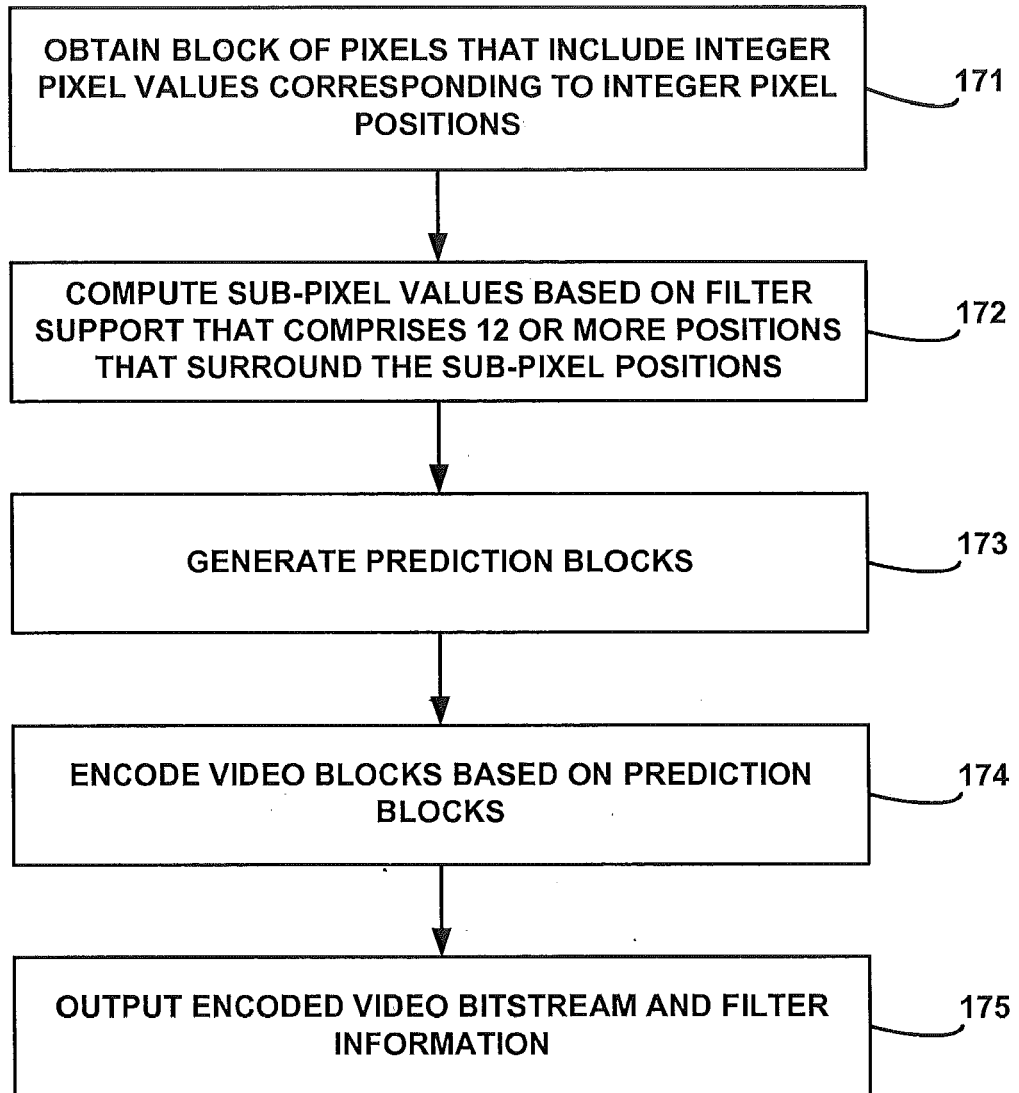 OBTAIN BLOCK OF PIXELS THAT INCLUDE INTEGER
PIXEL VALUES CORRESPONDING TO INTEGER PIXEL
POSITIONS
171
COMPUTE SUB-PIXEL VALUES BASED ON FILTER
SUPPORT THAT COMPRISES 12 OR MORE POSITIONS
THAT SURROUND THE SUB-PIXEL POSITIONS
172
GENERATE PREDICTION BLOCKS
173
ENCODE VIDEO BLOCKS BASED ON PREDICTION
BLOCKS
174
OUTPUT ENCODED VIDEO BITSTREAM AND FILTER
INFORMATION
175